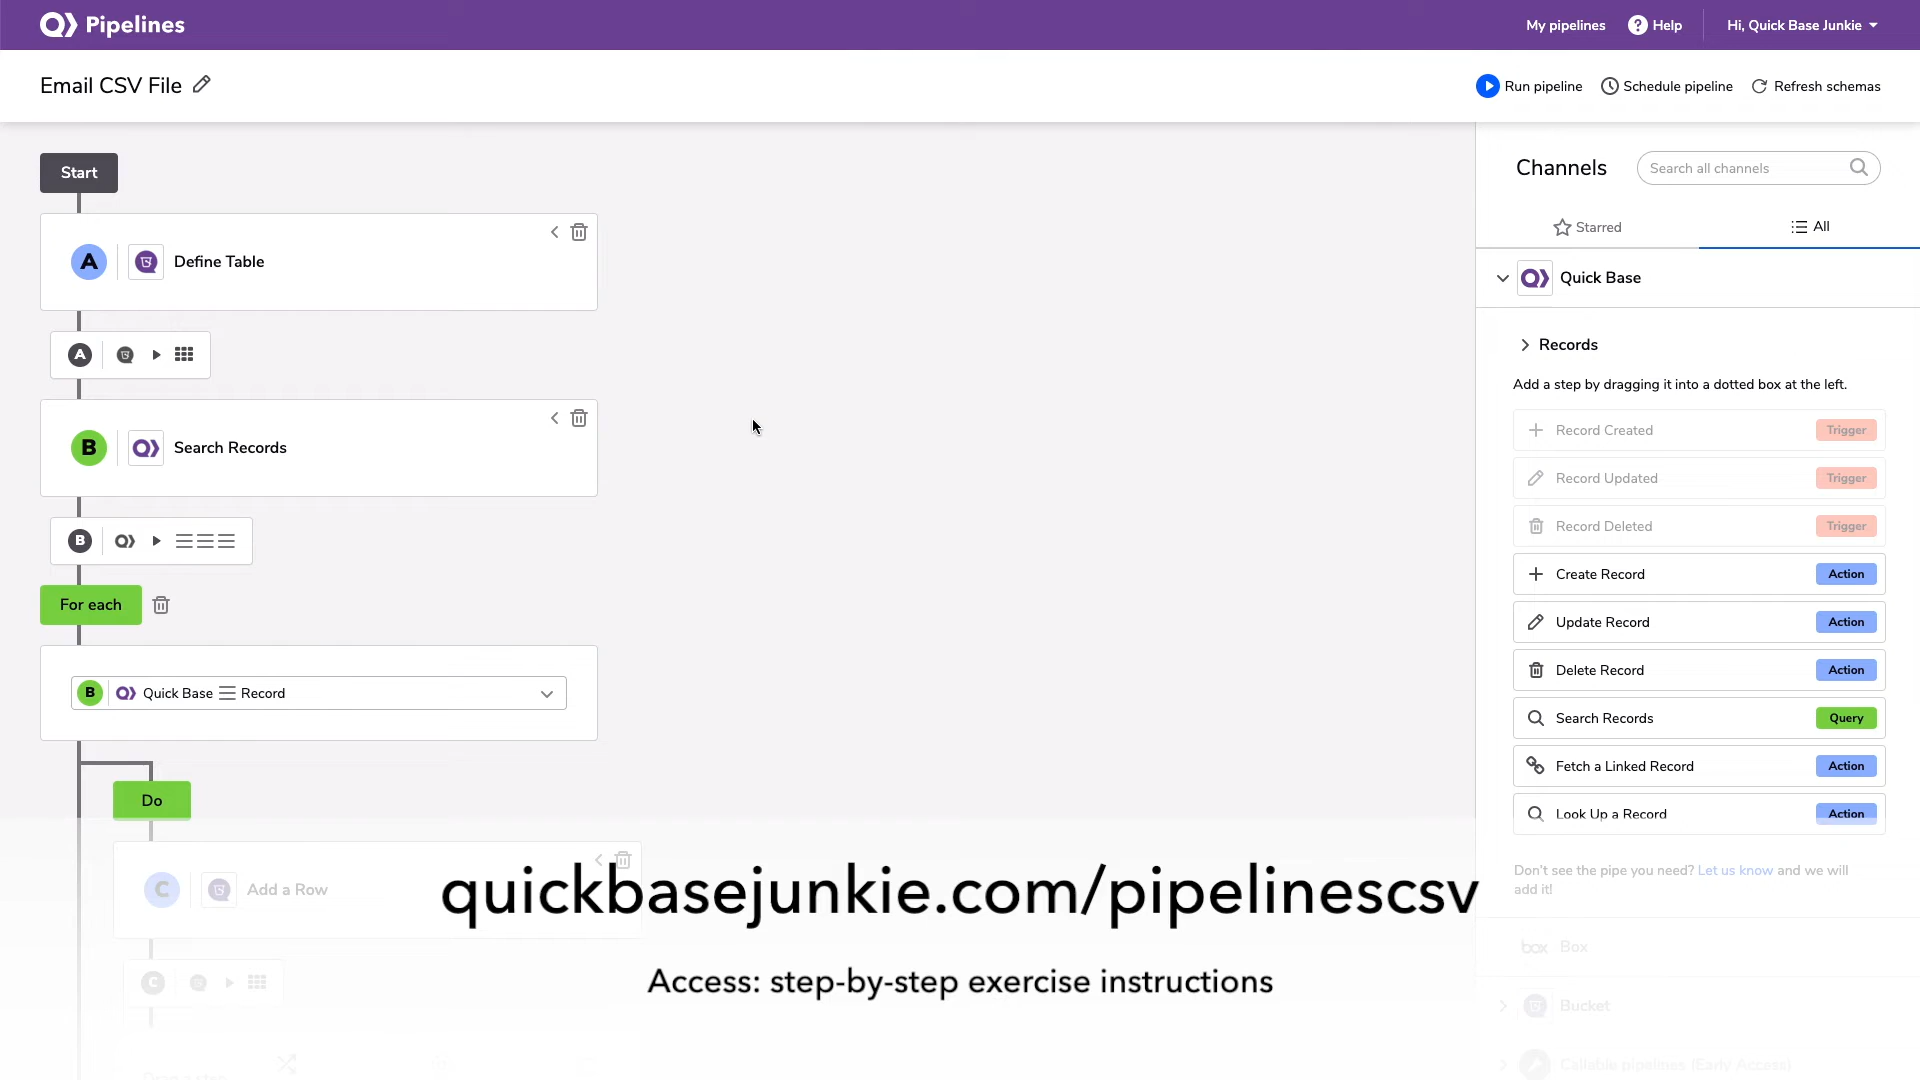 Pipelines
My pipelines
Help
Hi, Quick Base Junkie
Email CSV File
Run pipeline
Schedule pipeline
Refresh schemas
Start
A
Define Table
A
B
Search Records
B
For each
B Quick Base Record
Do
C
Add a Row
C
Channels
Search all channels
Starred
All
Quick Base
Records
Add a step by dragging it into a dotted box at the left.
Record Created Trigger
Record Updated Trigger
Record Deleted Trigger
Create Record Action
Update Record Action
Delete Record Action
Search Records Query
Fetch a Linked Record Action
Look Up a Record Action
Don't see the pipe you need? Let us know and we will
add it!
box Box
Bucket
Callable pipelines (Early Access)
quickbasejunkie.com/pipelinescsv
Access: step-by-step exercise instructions